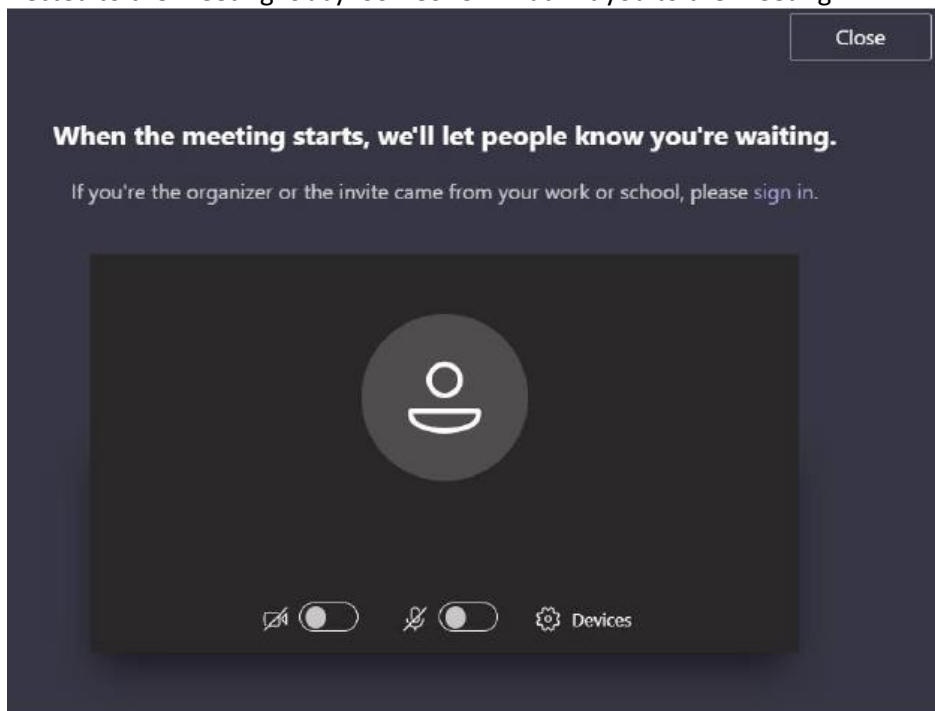 Close
When the meeting starts, we'll let people know you're waiting.
If you're the organizer or the invite came from your work or school, please sign in.
Devices